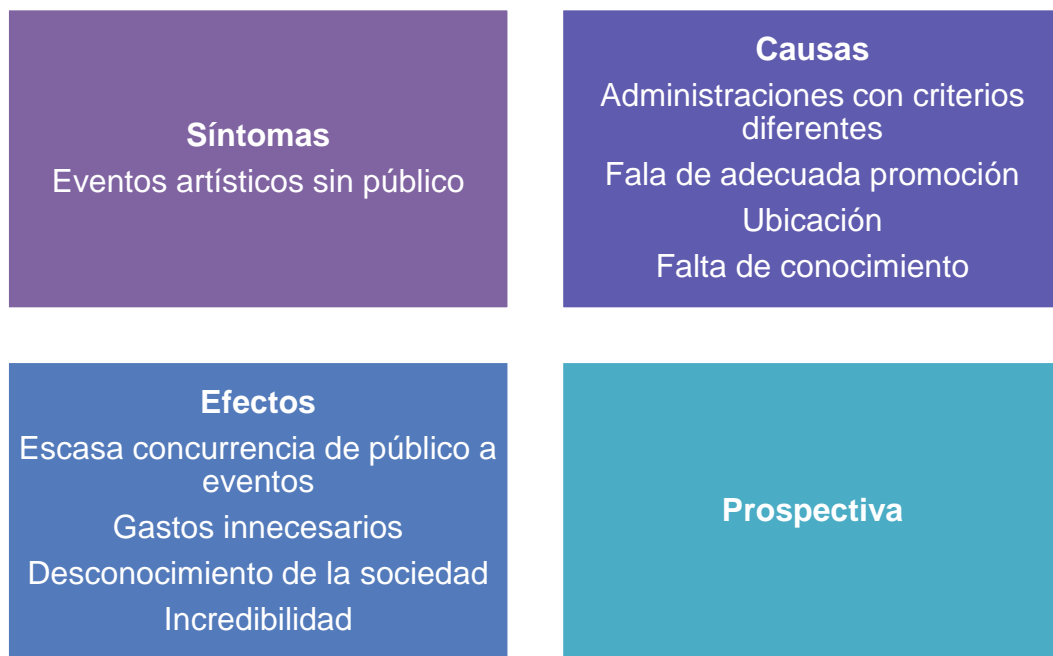 Síntomas
Eventos artísticos sin público
Causas
Administraciones con criterios
diferentes
Fala de adecuada promoción
Ubicación
Falta de conocimiento
Efectos
Escasa concurrencia de público a
eventos
Gastos innecesarios
Desconocimiento de la sociedad
Incredibilidad
Prospectiva